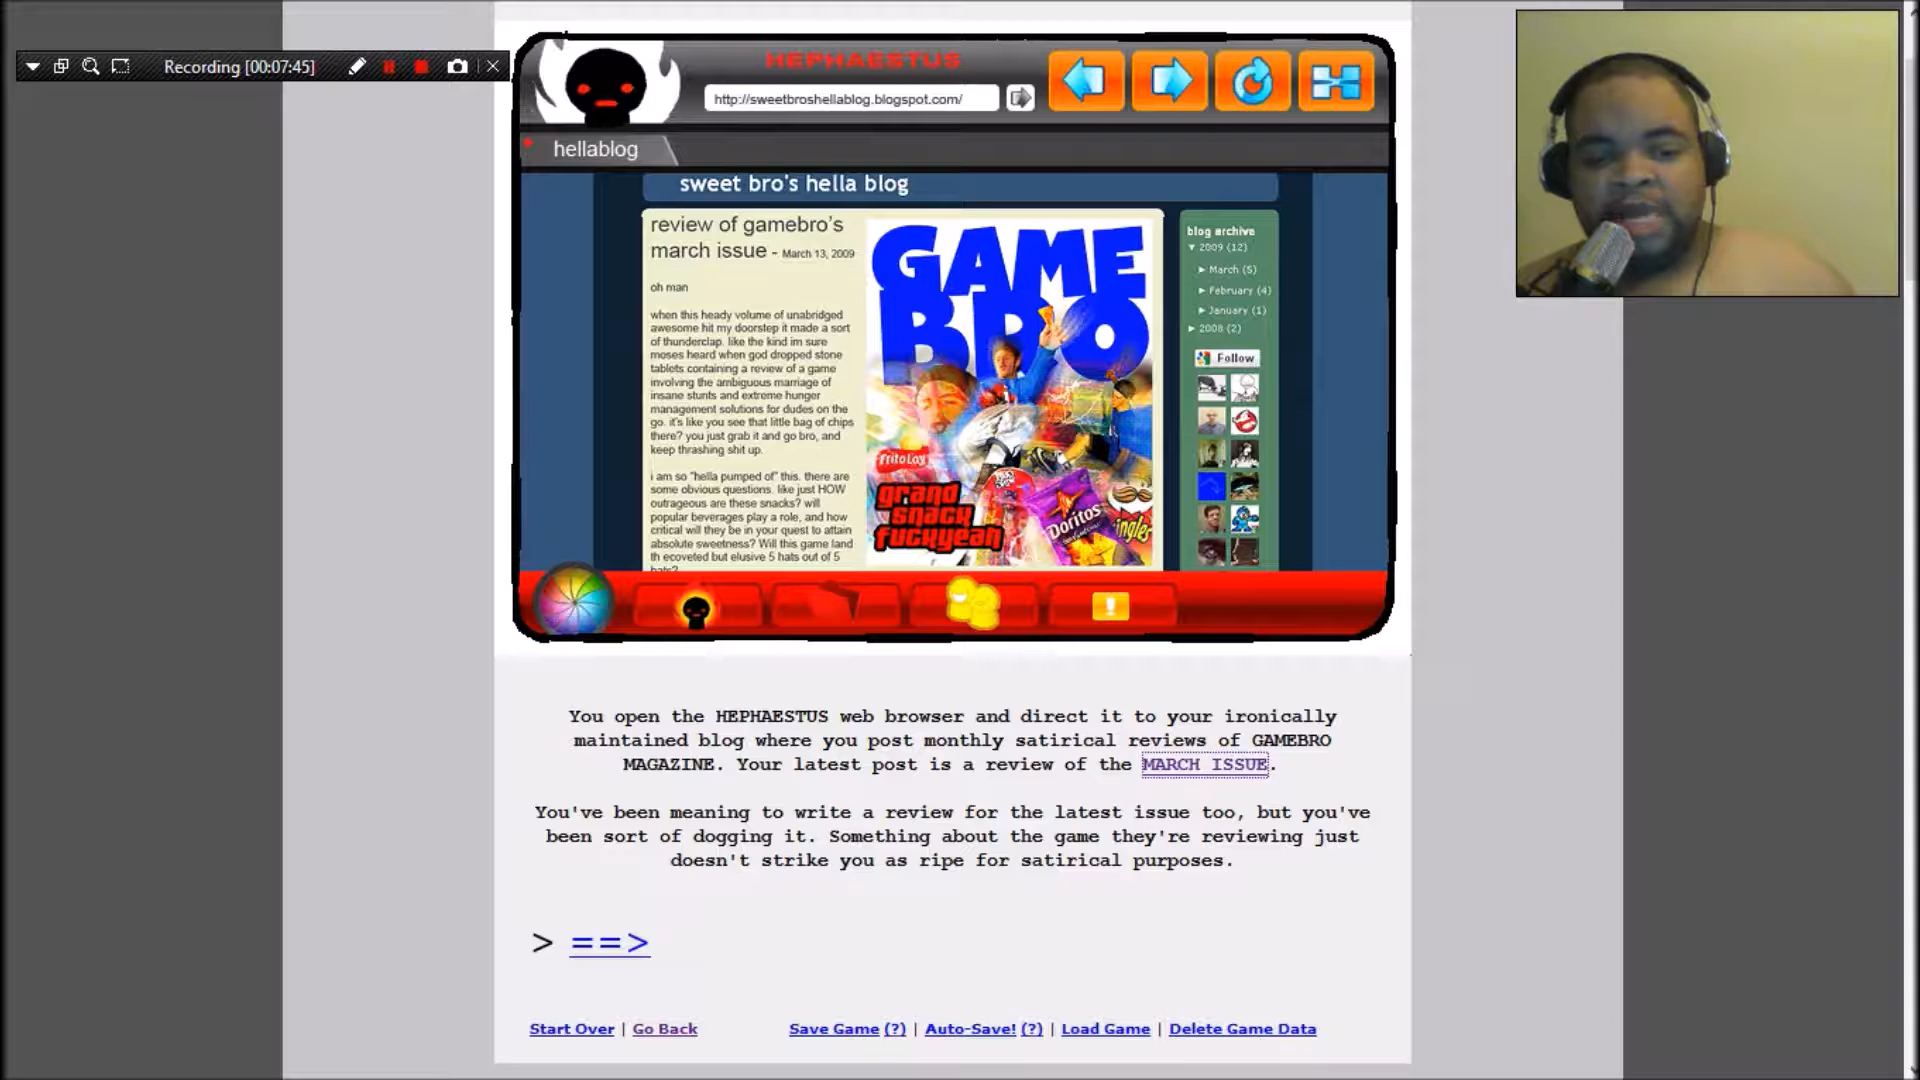 Recording [00:07:45]
HEPHAESTUS
http://sweetbroshellablog.blogspot.com/
hellablog
sweet bro's hella blog
review of gamebro's
march issue - March 13, 2009
oh man
when this heady volume of unabridged
awesome hit my doorstep it made a sort
of thunderclap. like the kind im sure
moses heard when god dropped stone
tablets containing a review of a game
involving the ambiguous marriage of
insane stunts and extreme hunger
management solutions for dudes on the
go. it's like you see that little bag of chips
there? you just grab it and go bro, and
keep thrashing shit up.
i am so "hella pumped of" this. there are
some obvious questions. like just HOW
outrageous are these snacks? will
popular beverages play a role, and how
critical will they be in your quest to attain
absolute sweetness? Will this game land
th ecoveted but elusive 5 hats out of 5
hats?
GAME
BRO
FritoLay
grand
snack
fuckyeah
Doritos
ingles
blog archive
▼ 2009 (12)
► March (5)
► February (4)
► January (1)
► 2008 (2)
Follow
!
You open the HEPHAESTUS web browser and direct it to your ironically
maintained blog where you post monthly satirical reviews of GAMEBRO
MAGAZINE. Your latest post is a review of the MARCH ISSUE.
You've been meaning to write a review for the latest issue too, but you've
been sort of dogging it. Something about the game they're reviewing just
doesn't strike you as ripe for satirical purposes.
> ==>
Start Over | Go Back
Save Game (?) | Auto-Save! (?) | Load Game | Delete Game Data